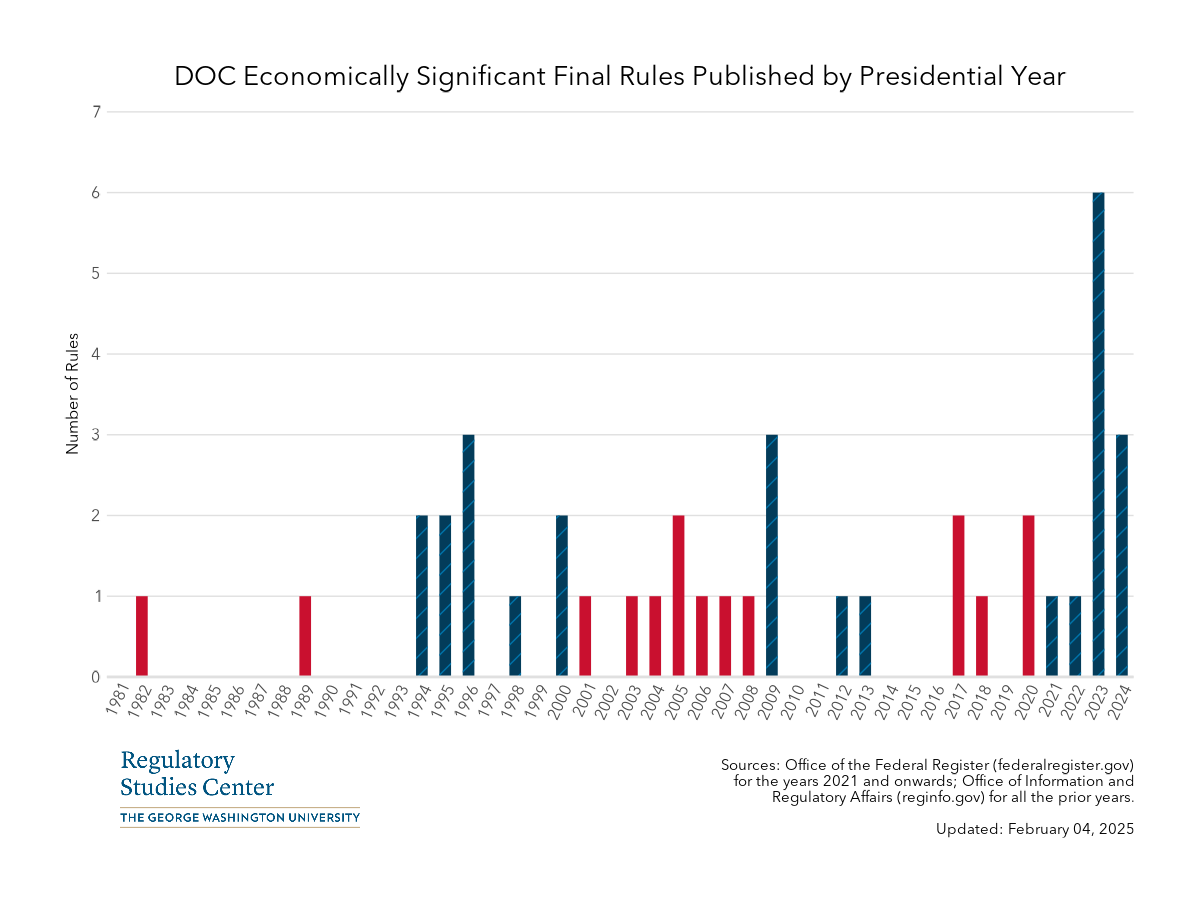 DOC Economically Significant Final Rules Published by Presidential Year
7
6
5
4
3
2
1
0
Number of Rules
1981 1982 1983 1984 1985 1986 1987 1988 1989 1990 1991 1992 1993 1994 1995 1996 1997 1998 1999 2000 2001 2002 2003 2004 2005 2006 2007 2008 2009 2010 2011 2012 2013 2014 2015 2016 2017 2018 2019 2020 2021 2022 2023 2024
Regulatory
Studies Center
THE GEORGE WASHINGTON UNIVERSITY
Sources: Office of the Federal Register (federalregister.gov)
for the years 2021 and onwards; Office of Information and
Regulatory Affairs (reginfo.gov) for all the prior years.
Updated: February 04, 2025